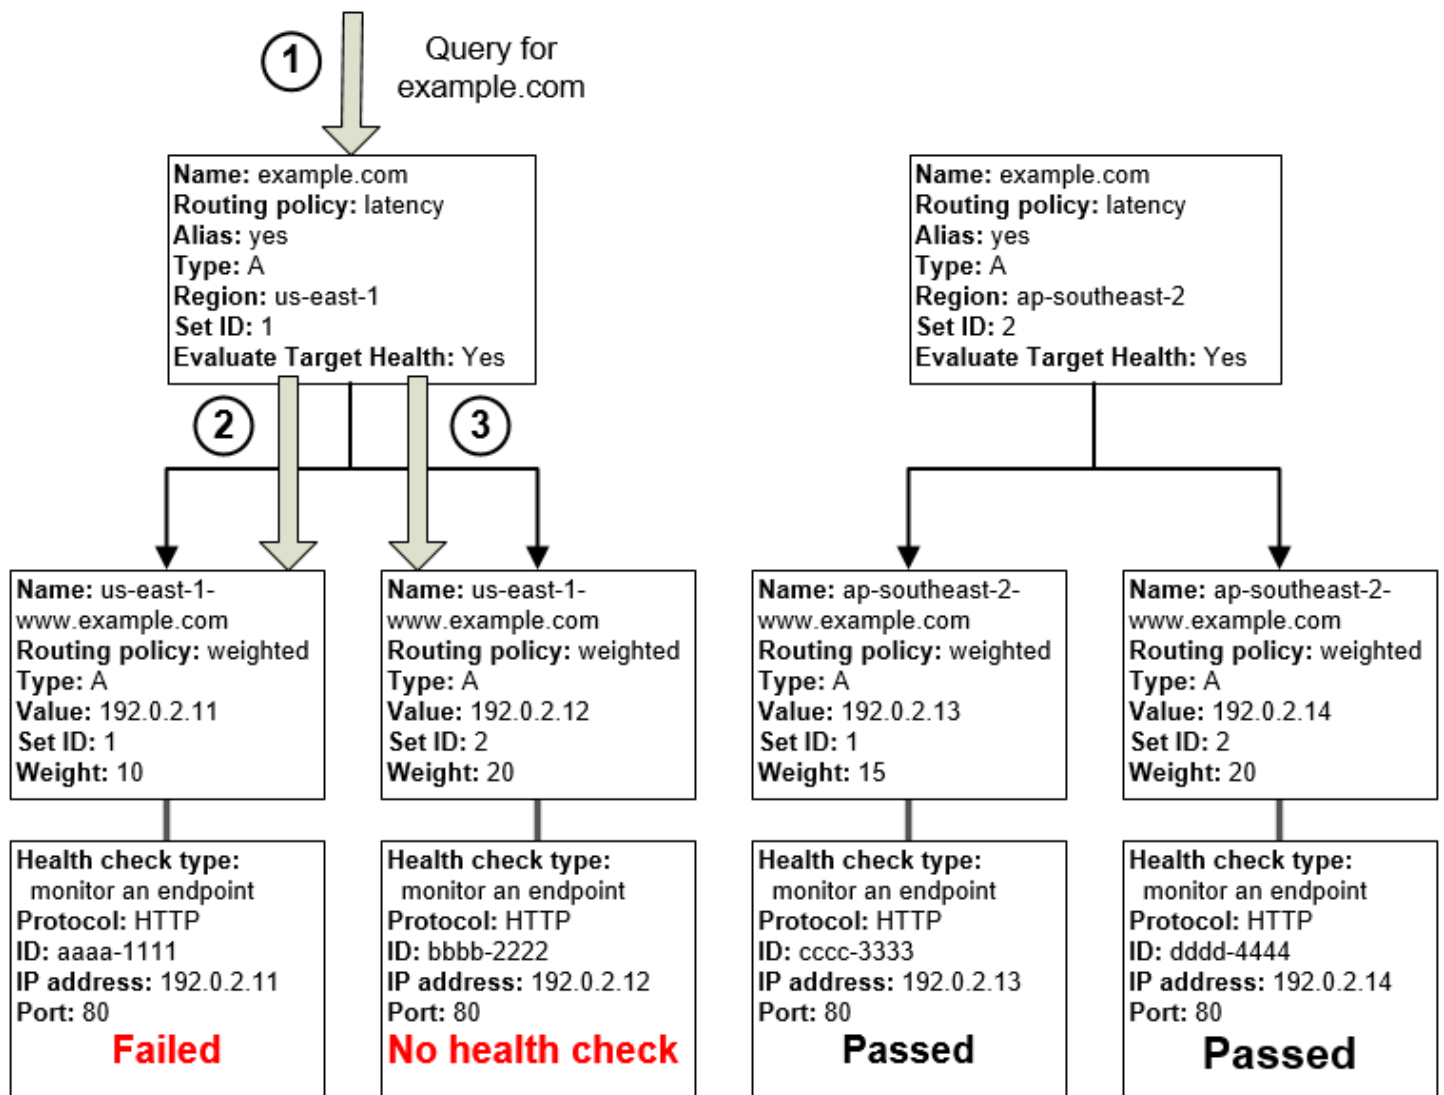 1
Query for
example.com
Name: example.com
Routing policy: latency
Alias: yes
Type: A
Region: us-east-1
Set ID: 1
Evaluate Target Health: Yes
Name: example.com
Routing policy: latency
Alias: yes
Type: A
Region: ap-southeast-2
Set ID: 2
Evaluate Target Health: Yes
2
3
Name: us-east-1-
www.example.com
Routing policy: weighted
Type: A
Value: 192.0.2.11
Set ID: 1
Weight: 10
Name: us-east-1-
www.example.com
Routing policy: weighted
Type: A
Value: 192.0.2.12
Set ID: 2
Weight: 20
Name: ap-southeast-2-
www.example.com
Routing policy: weighted
Type: A
Value: 192.0.2.13
Set ID: 1
Weight: 15
Name: ap-southeast-2-
www.example.com
Routing policy: weighted
Type: A
Value: 192.0.2.14
Set ID: 2
Weight: 20
Health check type:
monitor an endpoint
Protocol: HTTP
ID: aaaa-1111
IP address: 192.0.2.11
Port: 80
Failed
Health check type:
monitor an endpoint
Protocol: HTTP
ID: bbbb-2222
IP address: 192.0.2.12
Port: 80
No health check
Health check type:
monitor an endpoint
Protocol: HTTP
ID: cccc-3333
IP address: 192.0.2.13
Port: 80
Passed
Health check type:
monitor an endpoint
Protocol: HTTP
ID: dddd-4444
IP address: 192.0.2.14
Port: 80
Passed